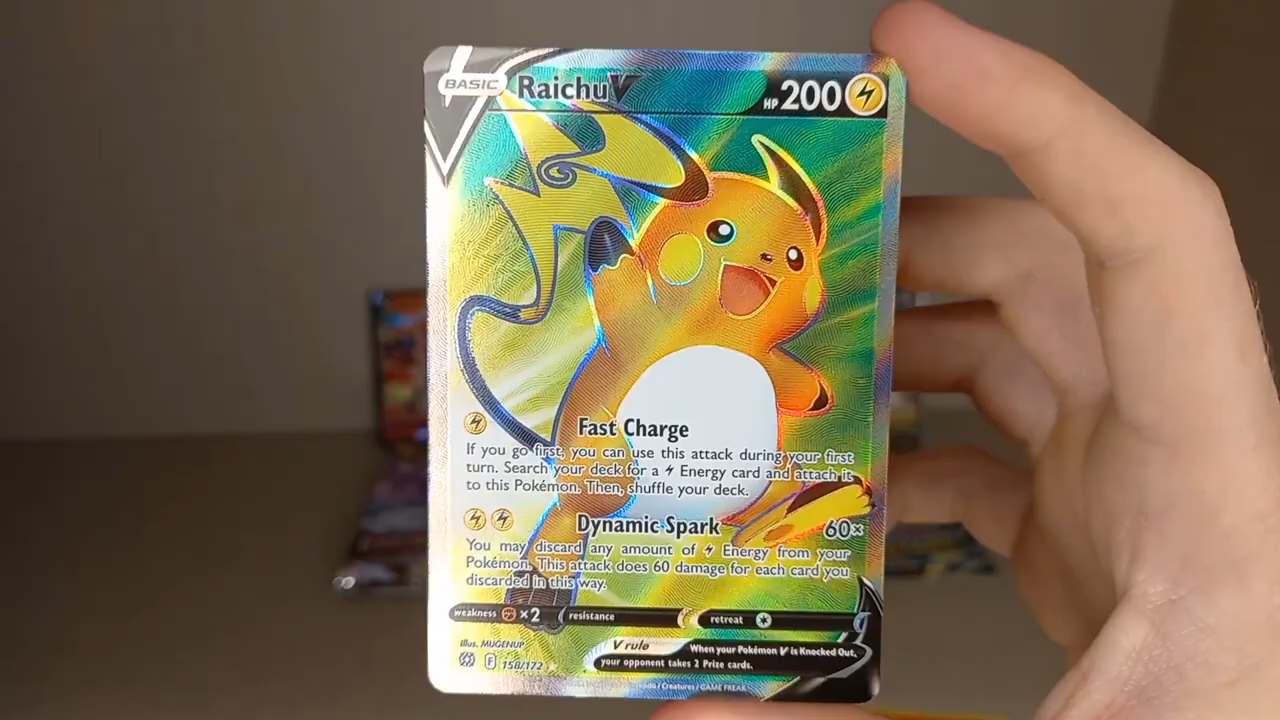 BASIC
RaichuV
HP 200
Fast Charge
If you go first, you can use this attack during your first
turn. Search your deck for a Energy card and attach it
to this Pokémon. Then, shuffle your deck.
Dynamic Spark 60×
You may discard any amount of Energy from your
Pokémon. This attack does 60 damage for each card you
discarded in this way.
weakness ×2 resistance retreat
Illus. MUGENUP
F 158/172
V rule
When your Pokémon V is Knocked Out,
your opponent takes 2 Prize cards.
/ Creatures / GAME FREAK